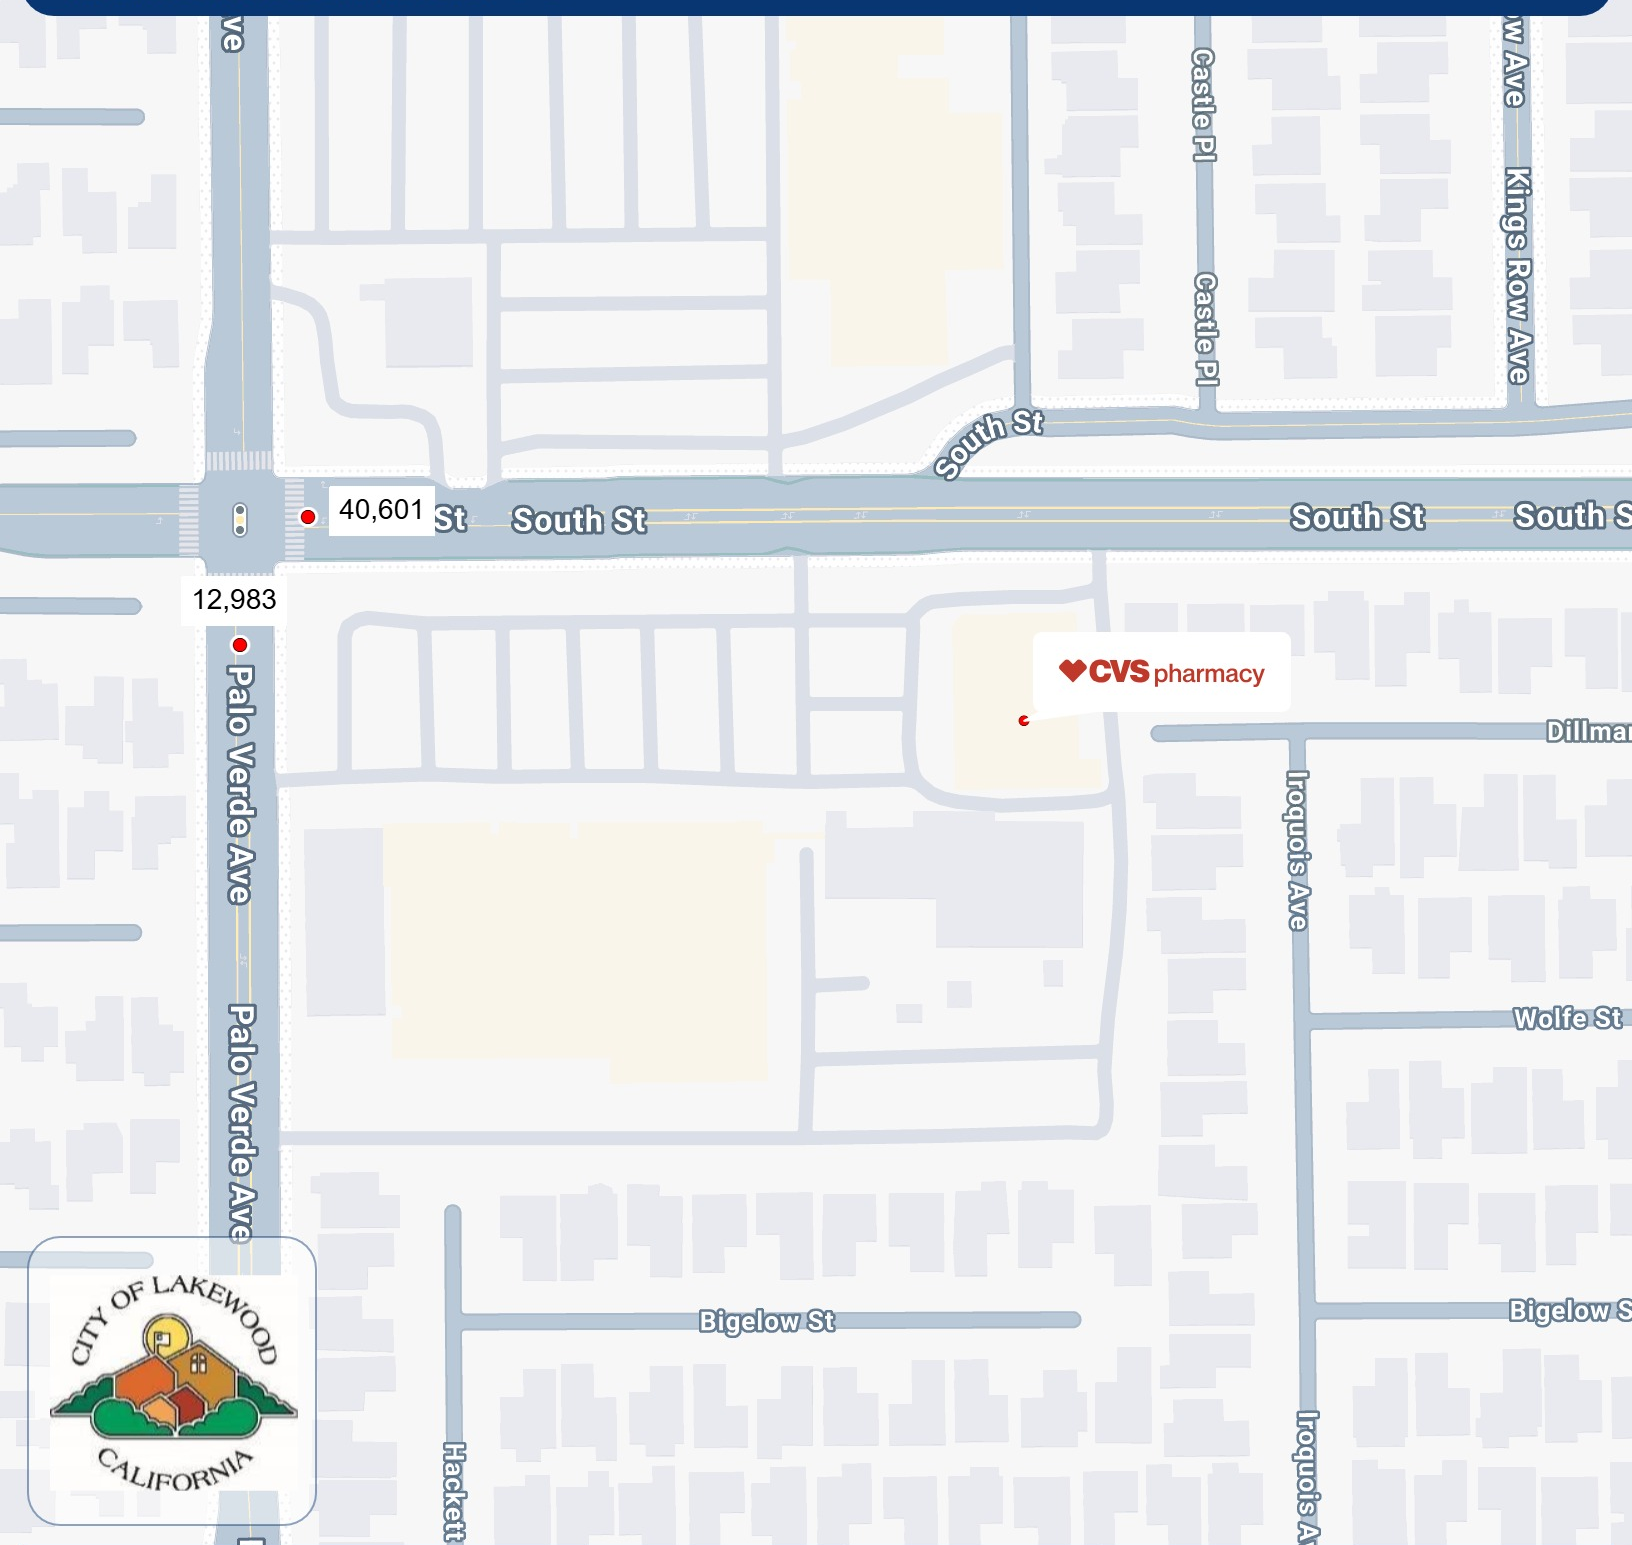 ve
Castle Pl
Castle Pl
ow Ave
Kings Row Ave
South St
40,601
St
South St
South St
South S
12,983
CVS pharmacy
Palo Verde Ave
Dillmar
Iroquois Ave
Wolfe St
Palo Verde Ave
CITY OF LAKEWOOD
CALIFORNIA
Bigelow St
Bigelow S
Hackett
Iroquois Av